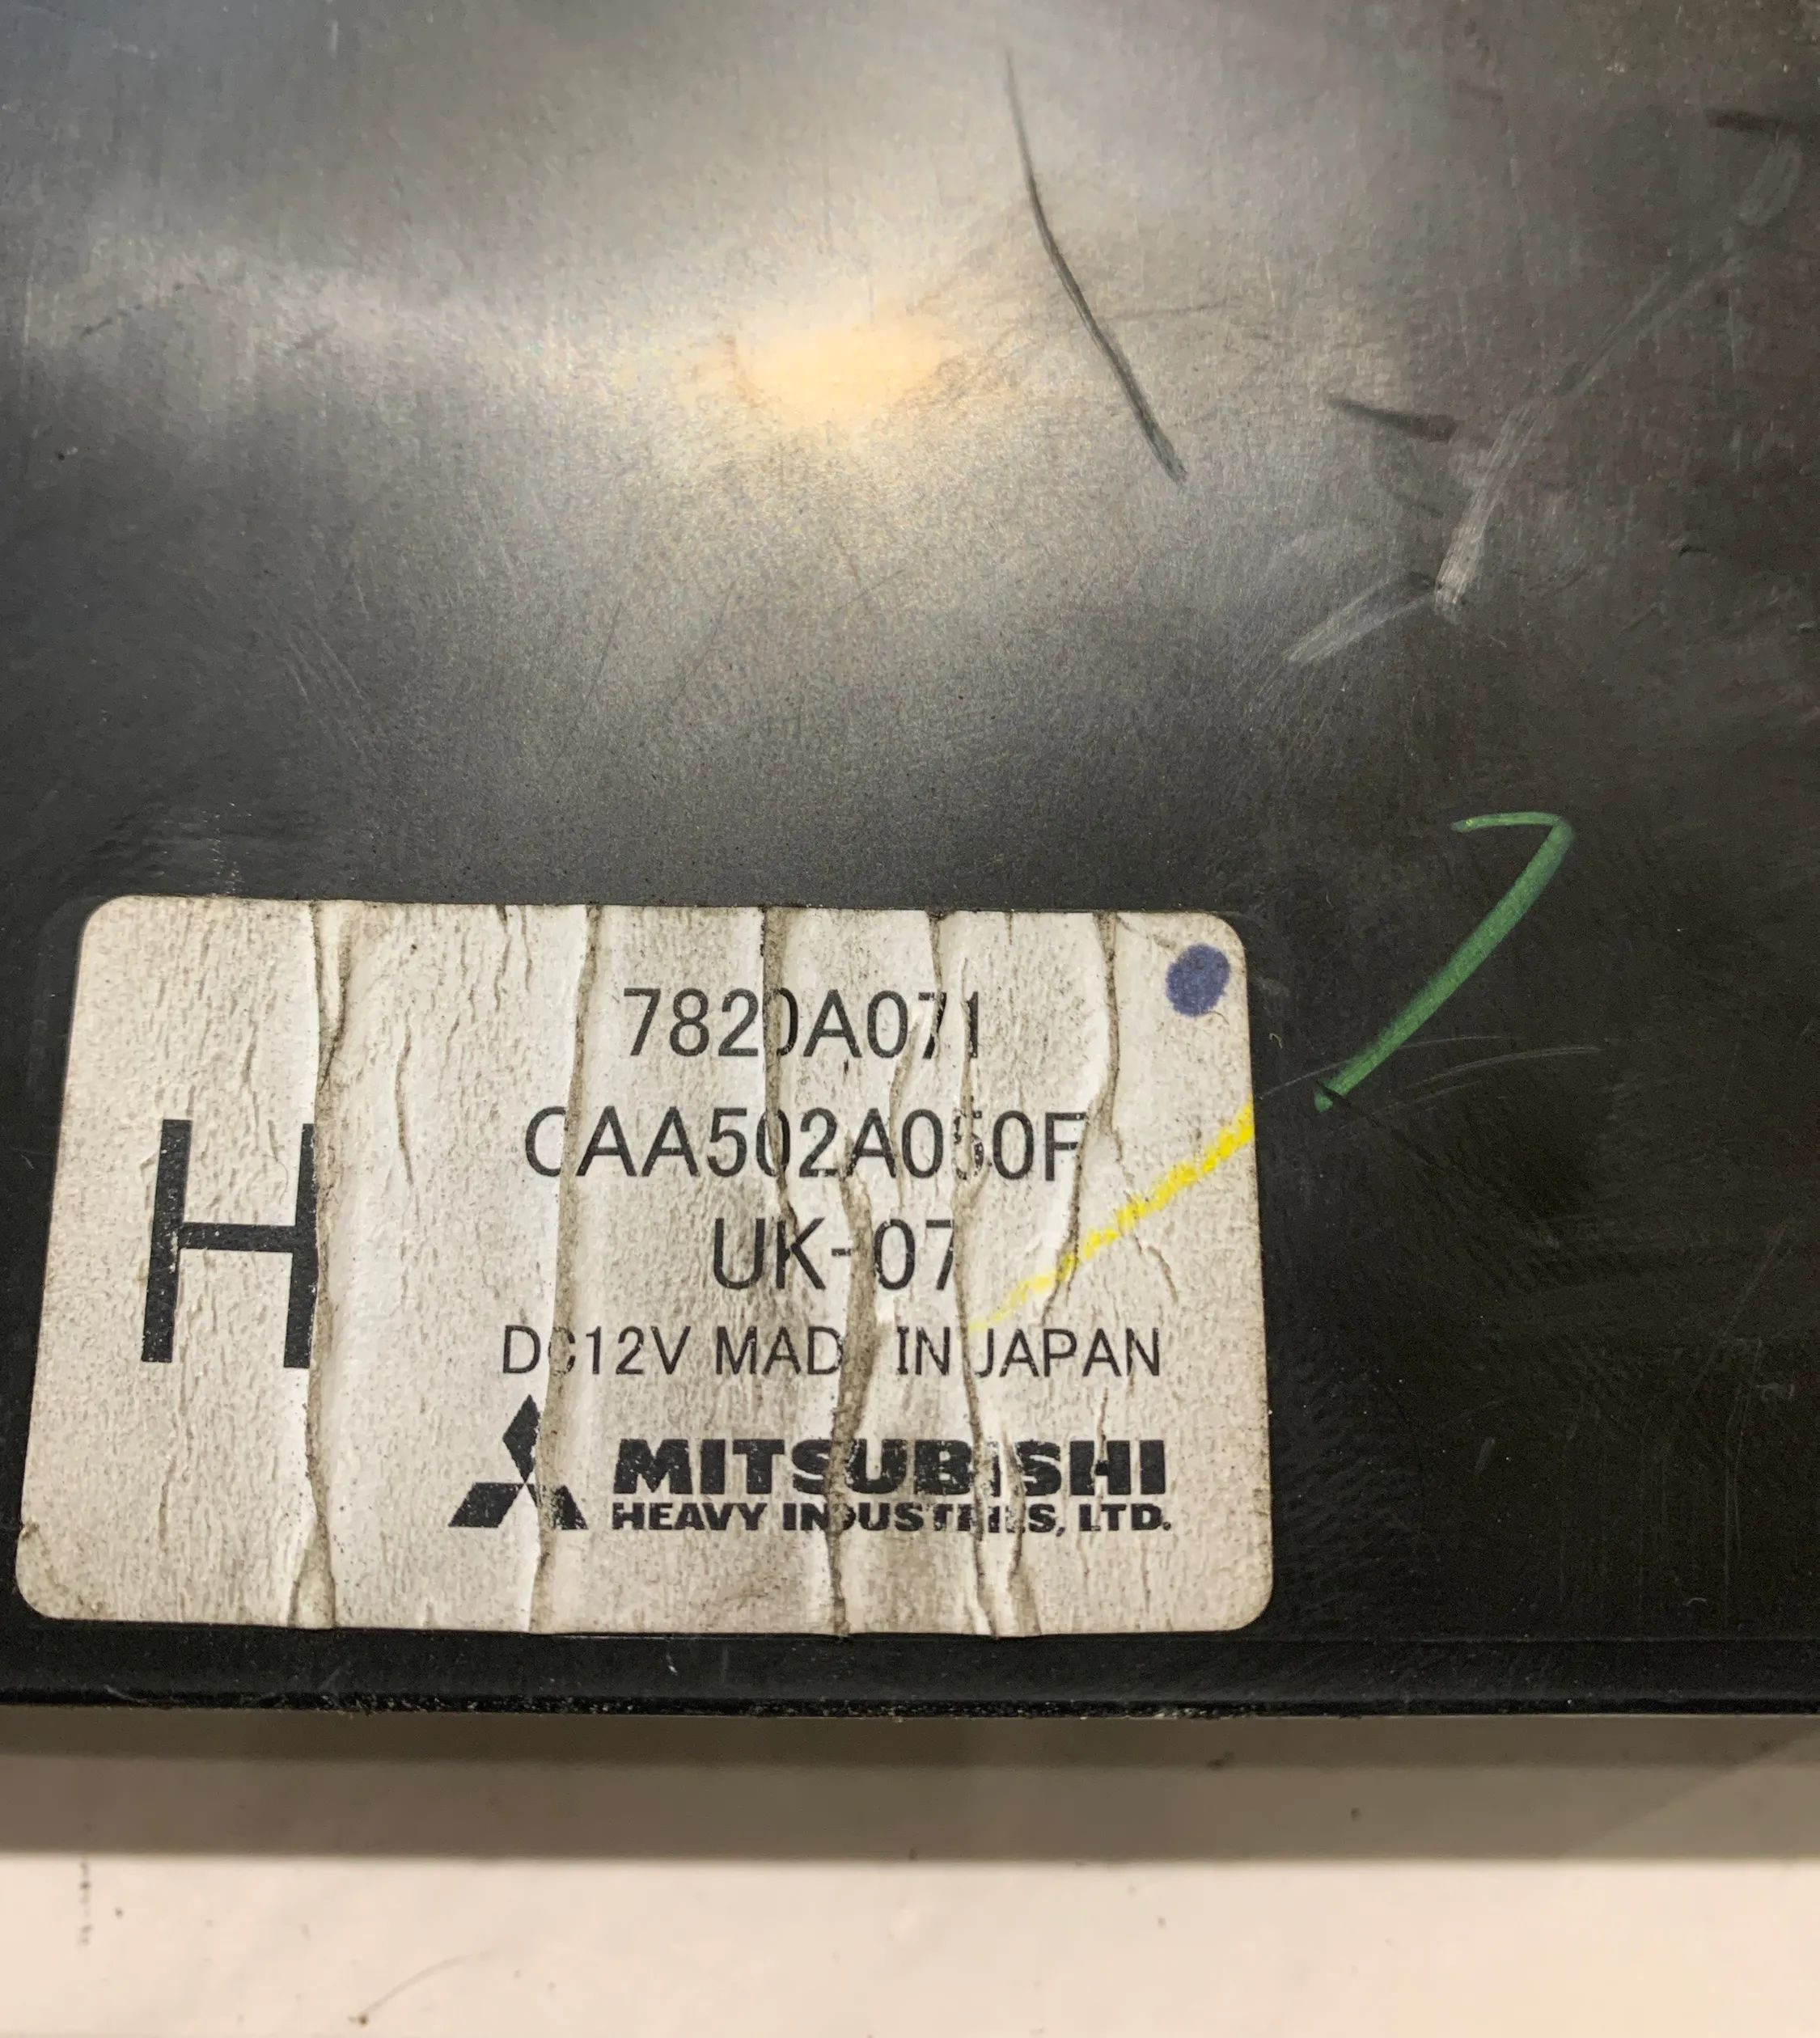 7820A071
CAA502A050F
H
UK-07
DC12V MADE IN JAPAN
MITSUBISHI
HEAVY INDUSTRIES, LTD.